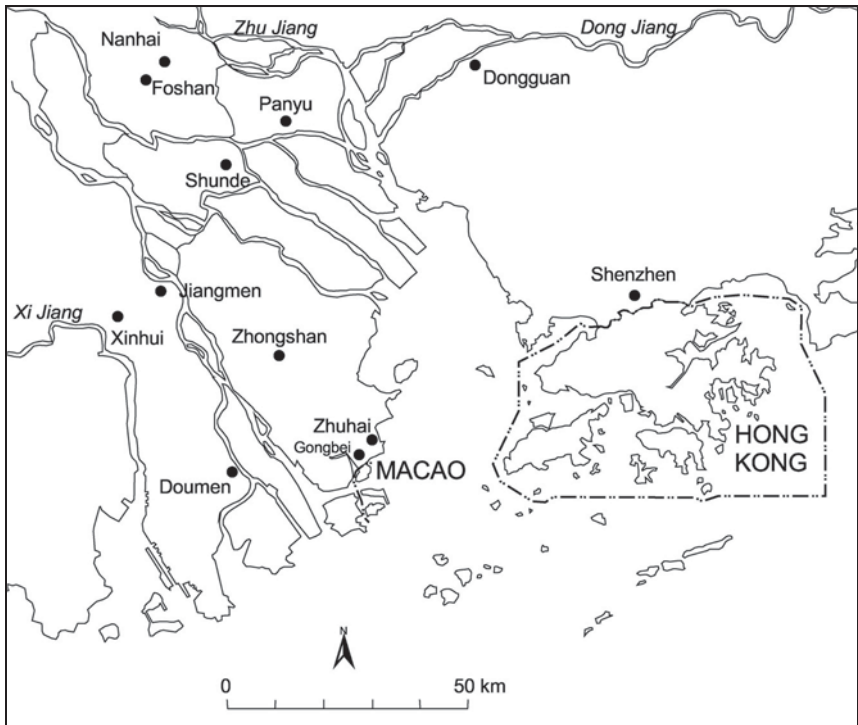 Zhu Jiang
Dong Jiang
Nanhai
Foshan
Dongguan
Panyu
Shunde
Shenzhen
Jiangmen
Xi Jiang
Xinhui
Zhongshan
Zhuhai
Gongbei
HONG
KONG
MACAO
Doumen
N
0 50 km